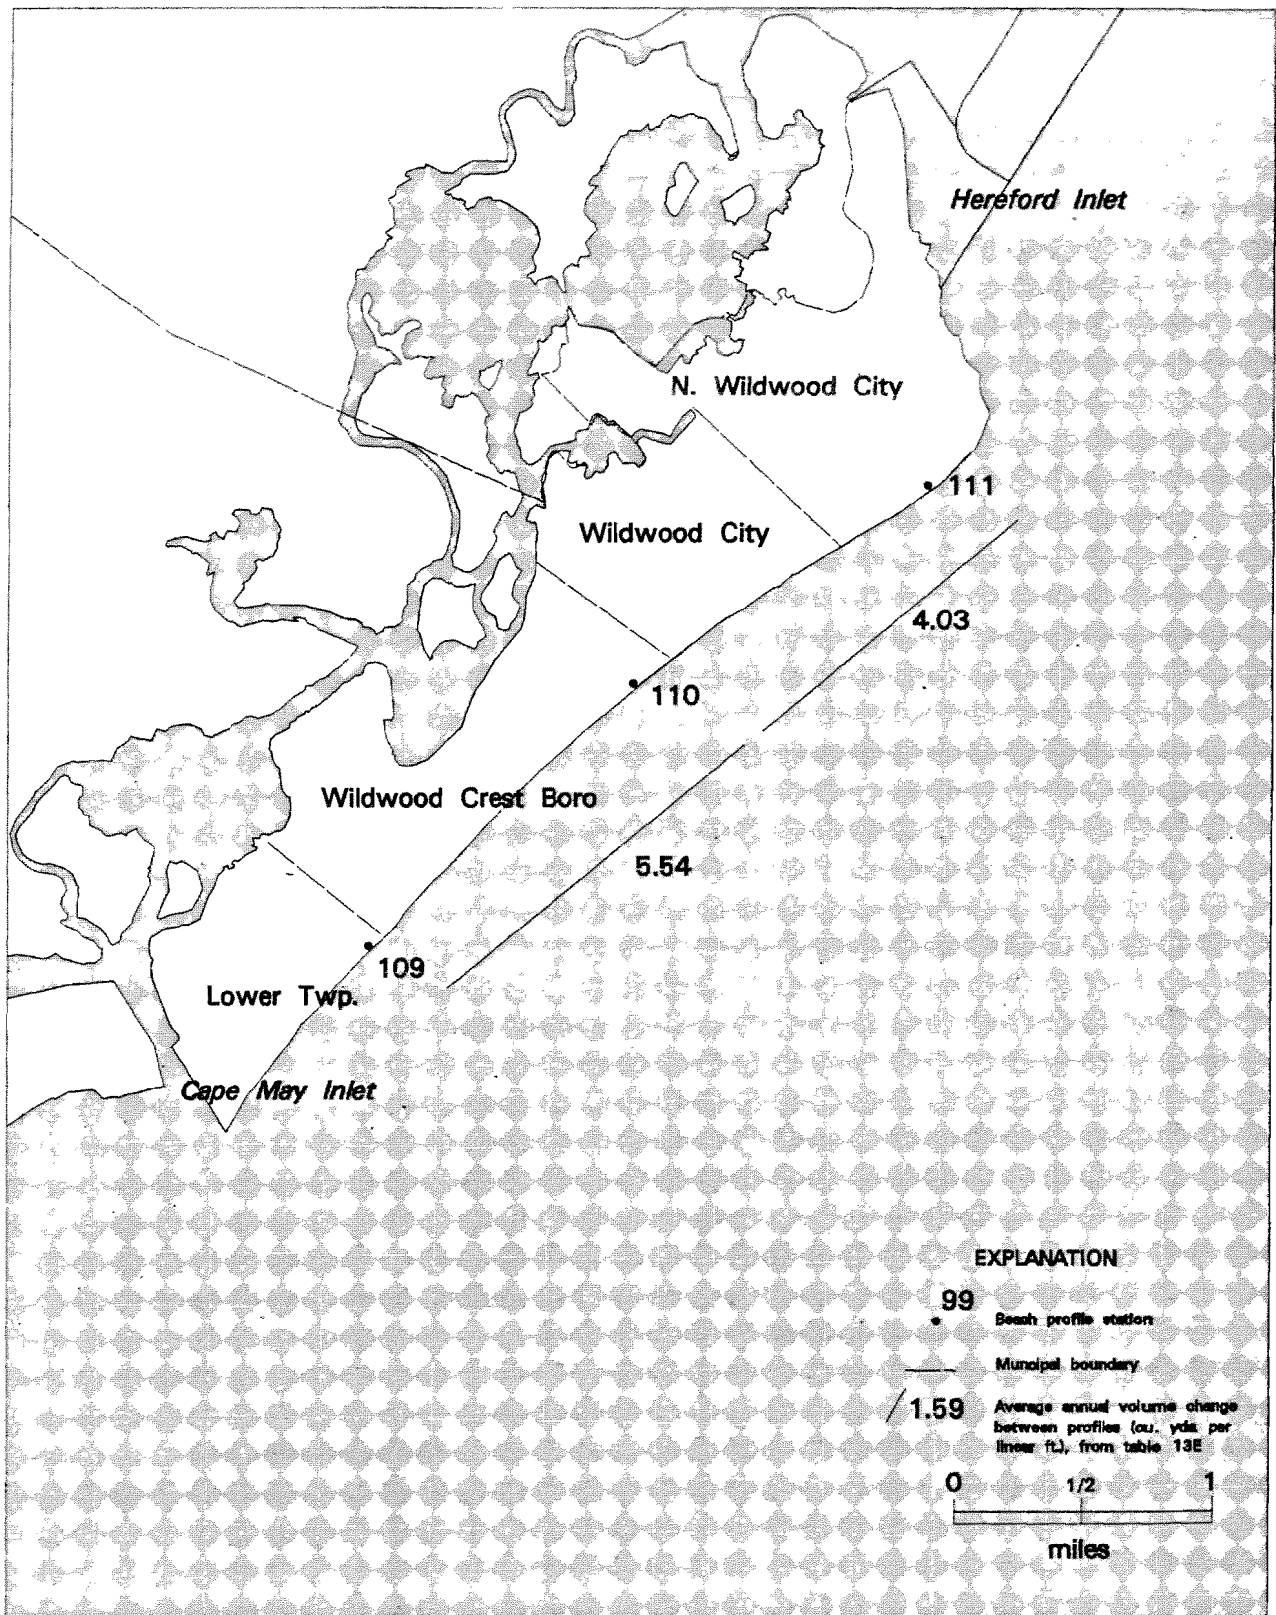 Hereford Inlet
N. Wildwood City
111
Wildwood City
4.03
110
Wildwood Crest Boro
5.54
109
Lower Twp.
Cape May Inlet
EXPLANATION
99
Beach profile station
Muncipal boundary
1.59
Average annual volume change
between profiles (cu. yds. per
linear ft.), from table 13E
0 1/2 1
miles